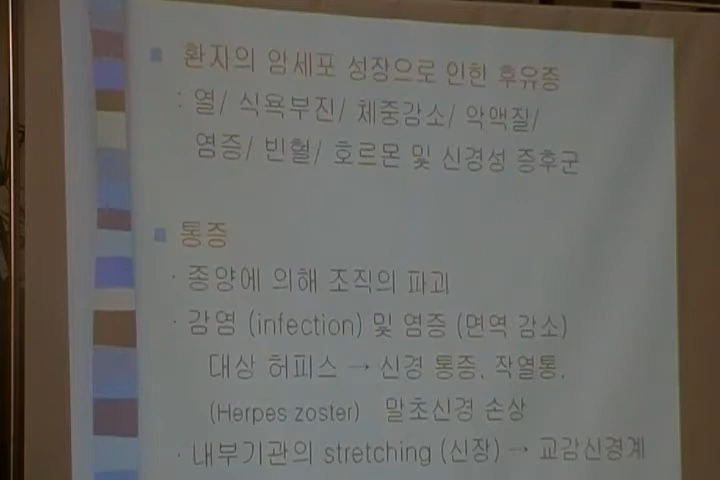 ▪ 환자의 암세포 성장으로 인한 후유증
: 열/ 식욕부진/ 체중감소/ 악액질/
염증/ 빈혈/ 호르몬 및 신경성 증후군
▪ 통증
· 종양에 의해 조직의 파괴
· 감영 (infection) 및 염증 (면역 감소)
대상 허피스 → 신경 통증, 작열통,
(Herpes zoster) 말초신경 손상
· 내부기관의 stretching (신장) → 교감신경계